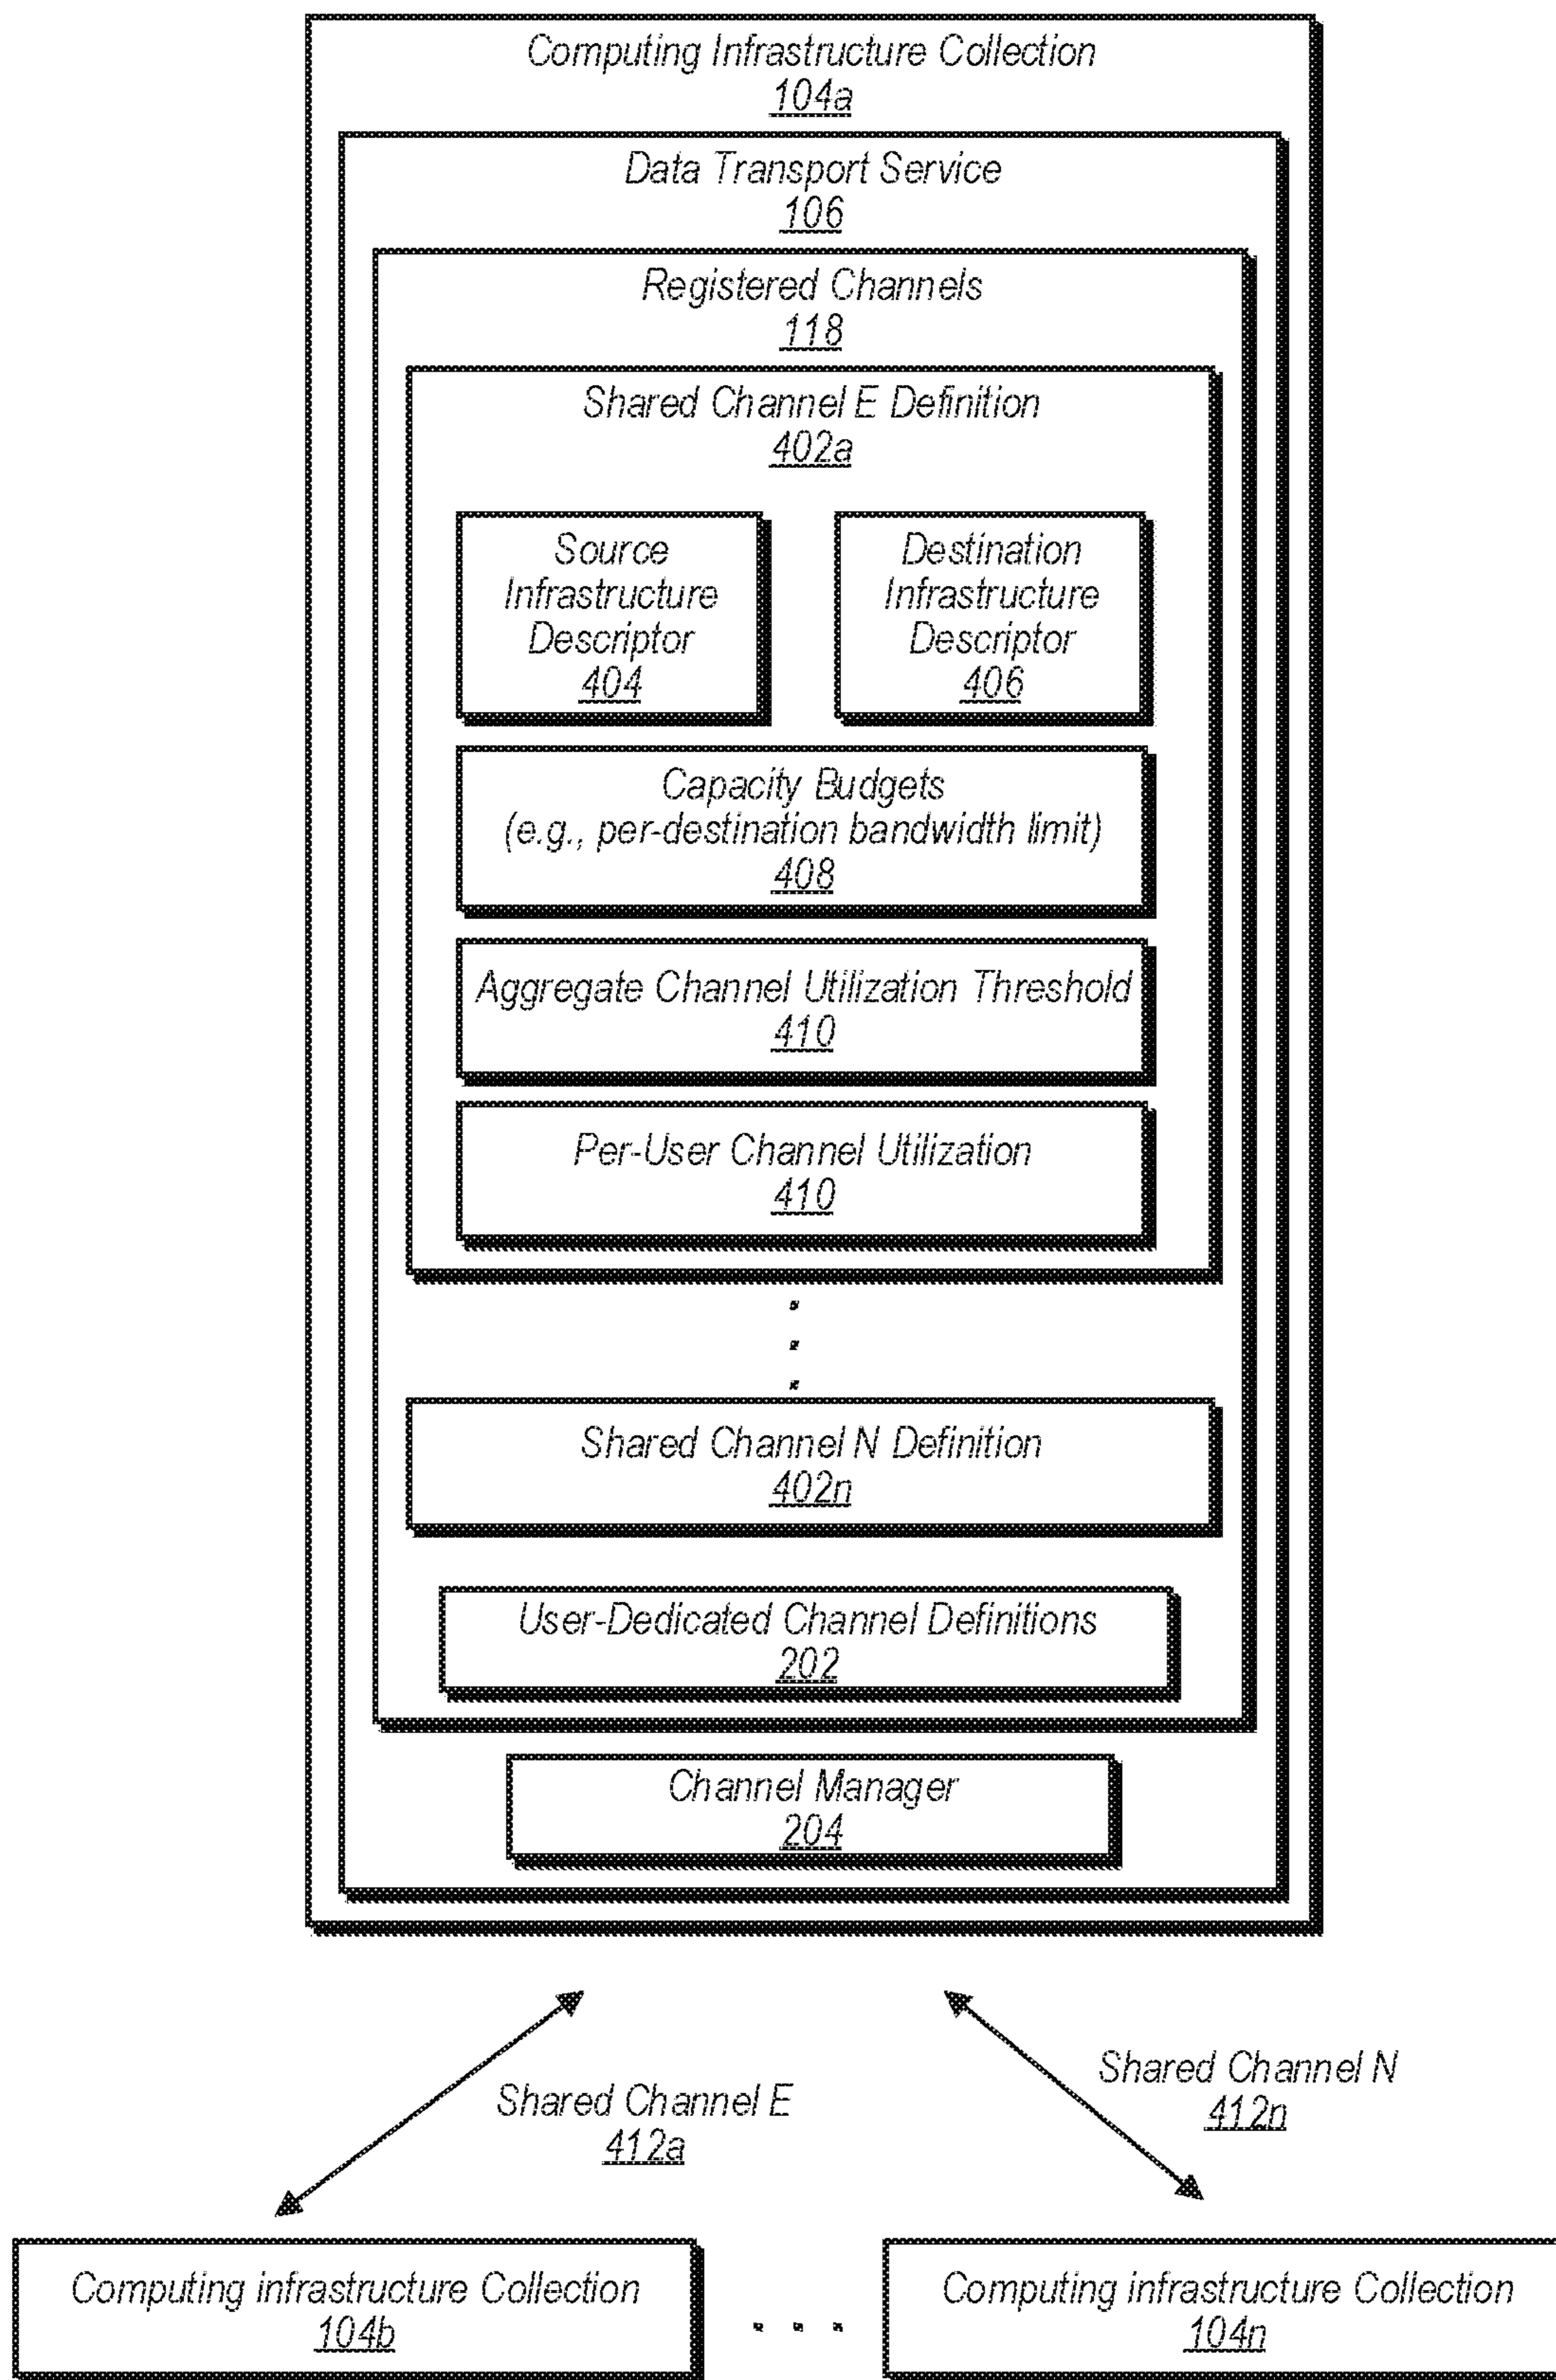 Computing Infrastructure Collection
104a
Data Transport Service
106
Registered Channels
118
Shared Channel E Definition
402a
Source
Infrastructure
Descriptor
404
Destination
Infrastructure
Descriptor
406
Capacity Budgets
(e.g., per-destination bandwidth limit)
408
Aggregate Channel Utilization Threshold
410
Per-User Channel Utilization
410
Shared Channel N Definition
402n
User-Dedicated Channel Definitions
202
Channel Manager
204
Shared Channel E
412a
Shared Channel N
412n
Computing infrastructure Collection
104b
. . .
Computing infrastructure Collection
104n